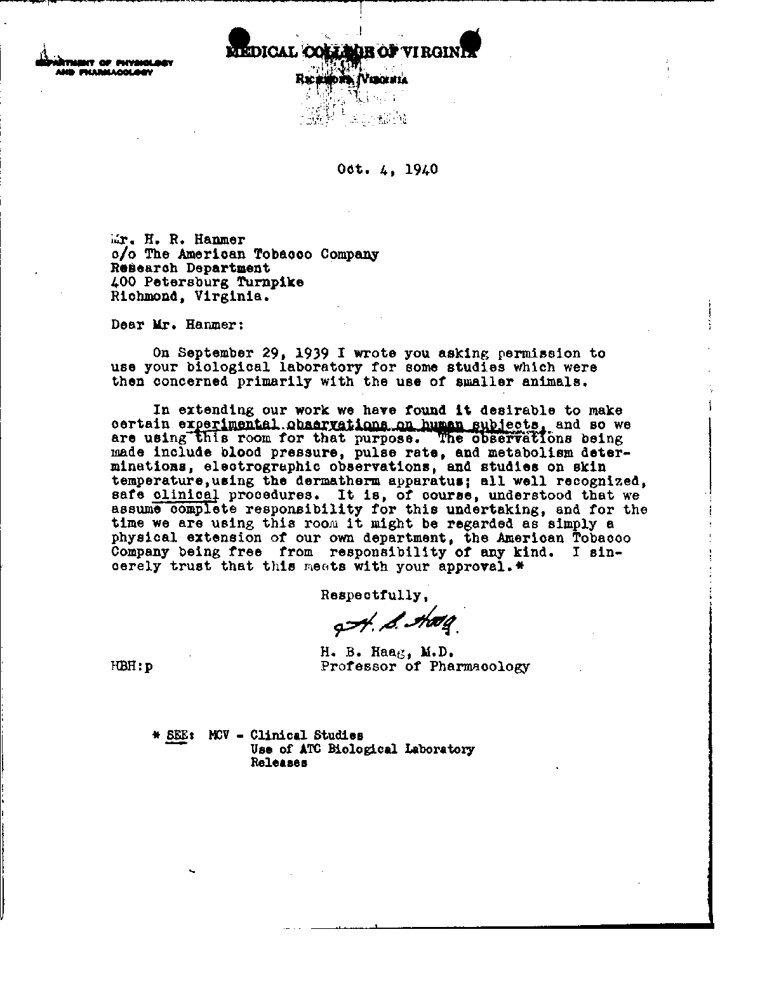 MEDICAL COLLEGE OF VIRGINIA
DEPARTMENT OF PHYSIOLOGY
AND PHARMACOLOGY
RICHMOND, VIRGINIA
Oct. 4, 1940
Mr. H. R. Hanmer
c/o The American Tobacco Company
Research Department
400 Petersburg Turnpike
Richmond, Virginia.
Dear Mr. Hanmer:
On September 29, 1939 I wrote you asking permission to
use your biological laboratory for some studies which were
then concerned primarily with the use of smaller animals.
In extending our work we have found it desirable to make
certain experimental observations on human subjects, and so we
are using this room for that purpose. The observations being
made include blood pressure, pulse rate, and metabolism deter-
minations, electrographic observations, and studies on skin
temperature,using the dermatherm apparatus; all well recognized,
safe clinical procedures. It is, of course, understood that we
assume complete responsibility for this undertaking, and for the
time we are using this room it might be regarded as simply a
physical extension of our own department, the American Tobacco
Company being free from responsibility of any kind. I sin-
cerely trust that this meets with your approval.*
Respectfully,
H. B. Haag
H. B. Haag, M.D.
HBH:p Professor of Pharmacology
* SEE: MCV - Clinical Studies
Use of ATC Biological Laboratory
Releases